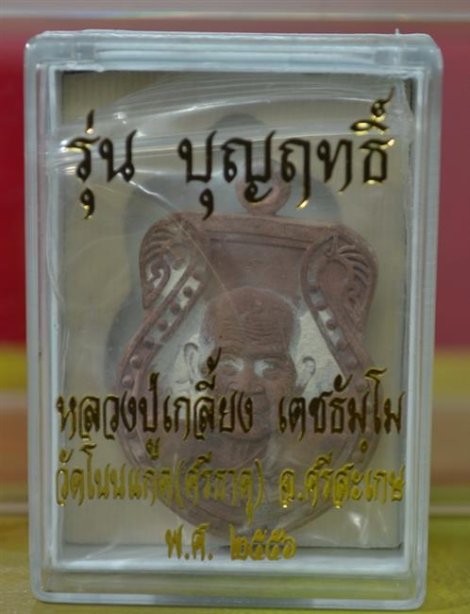 รุ่น บุญฤทธิ์
หลวงปู่เกลี้ยง เตชธัมฺโม
วัดโนนแกด(ศรีธาตุ) จ.ศรีสะเกษ
พ.ศ. ๒๕๕๖